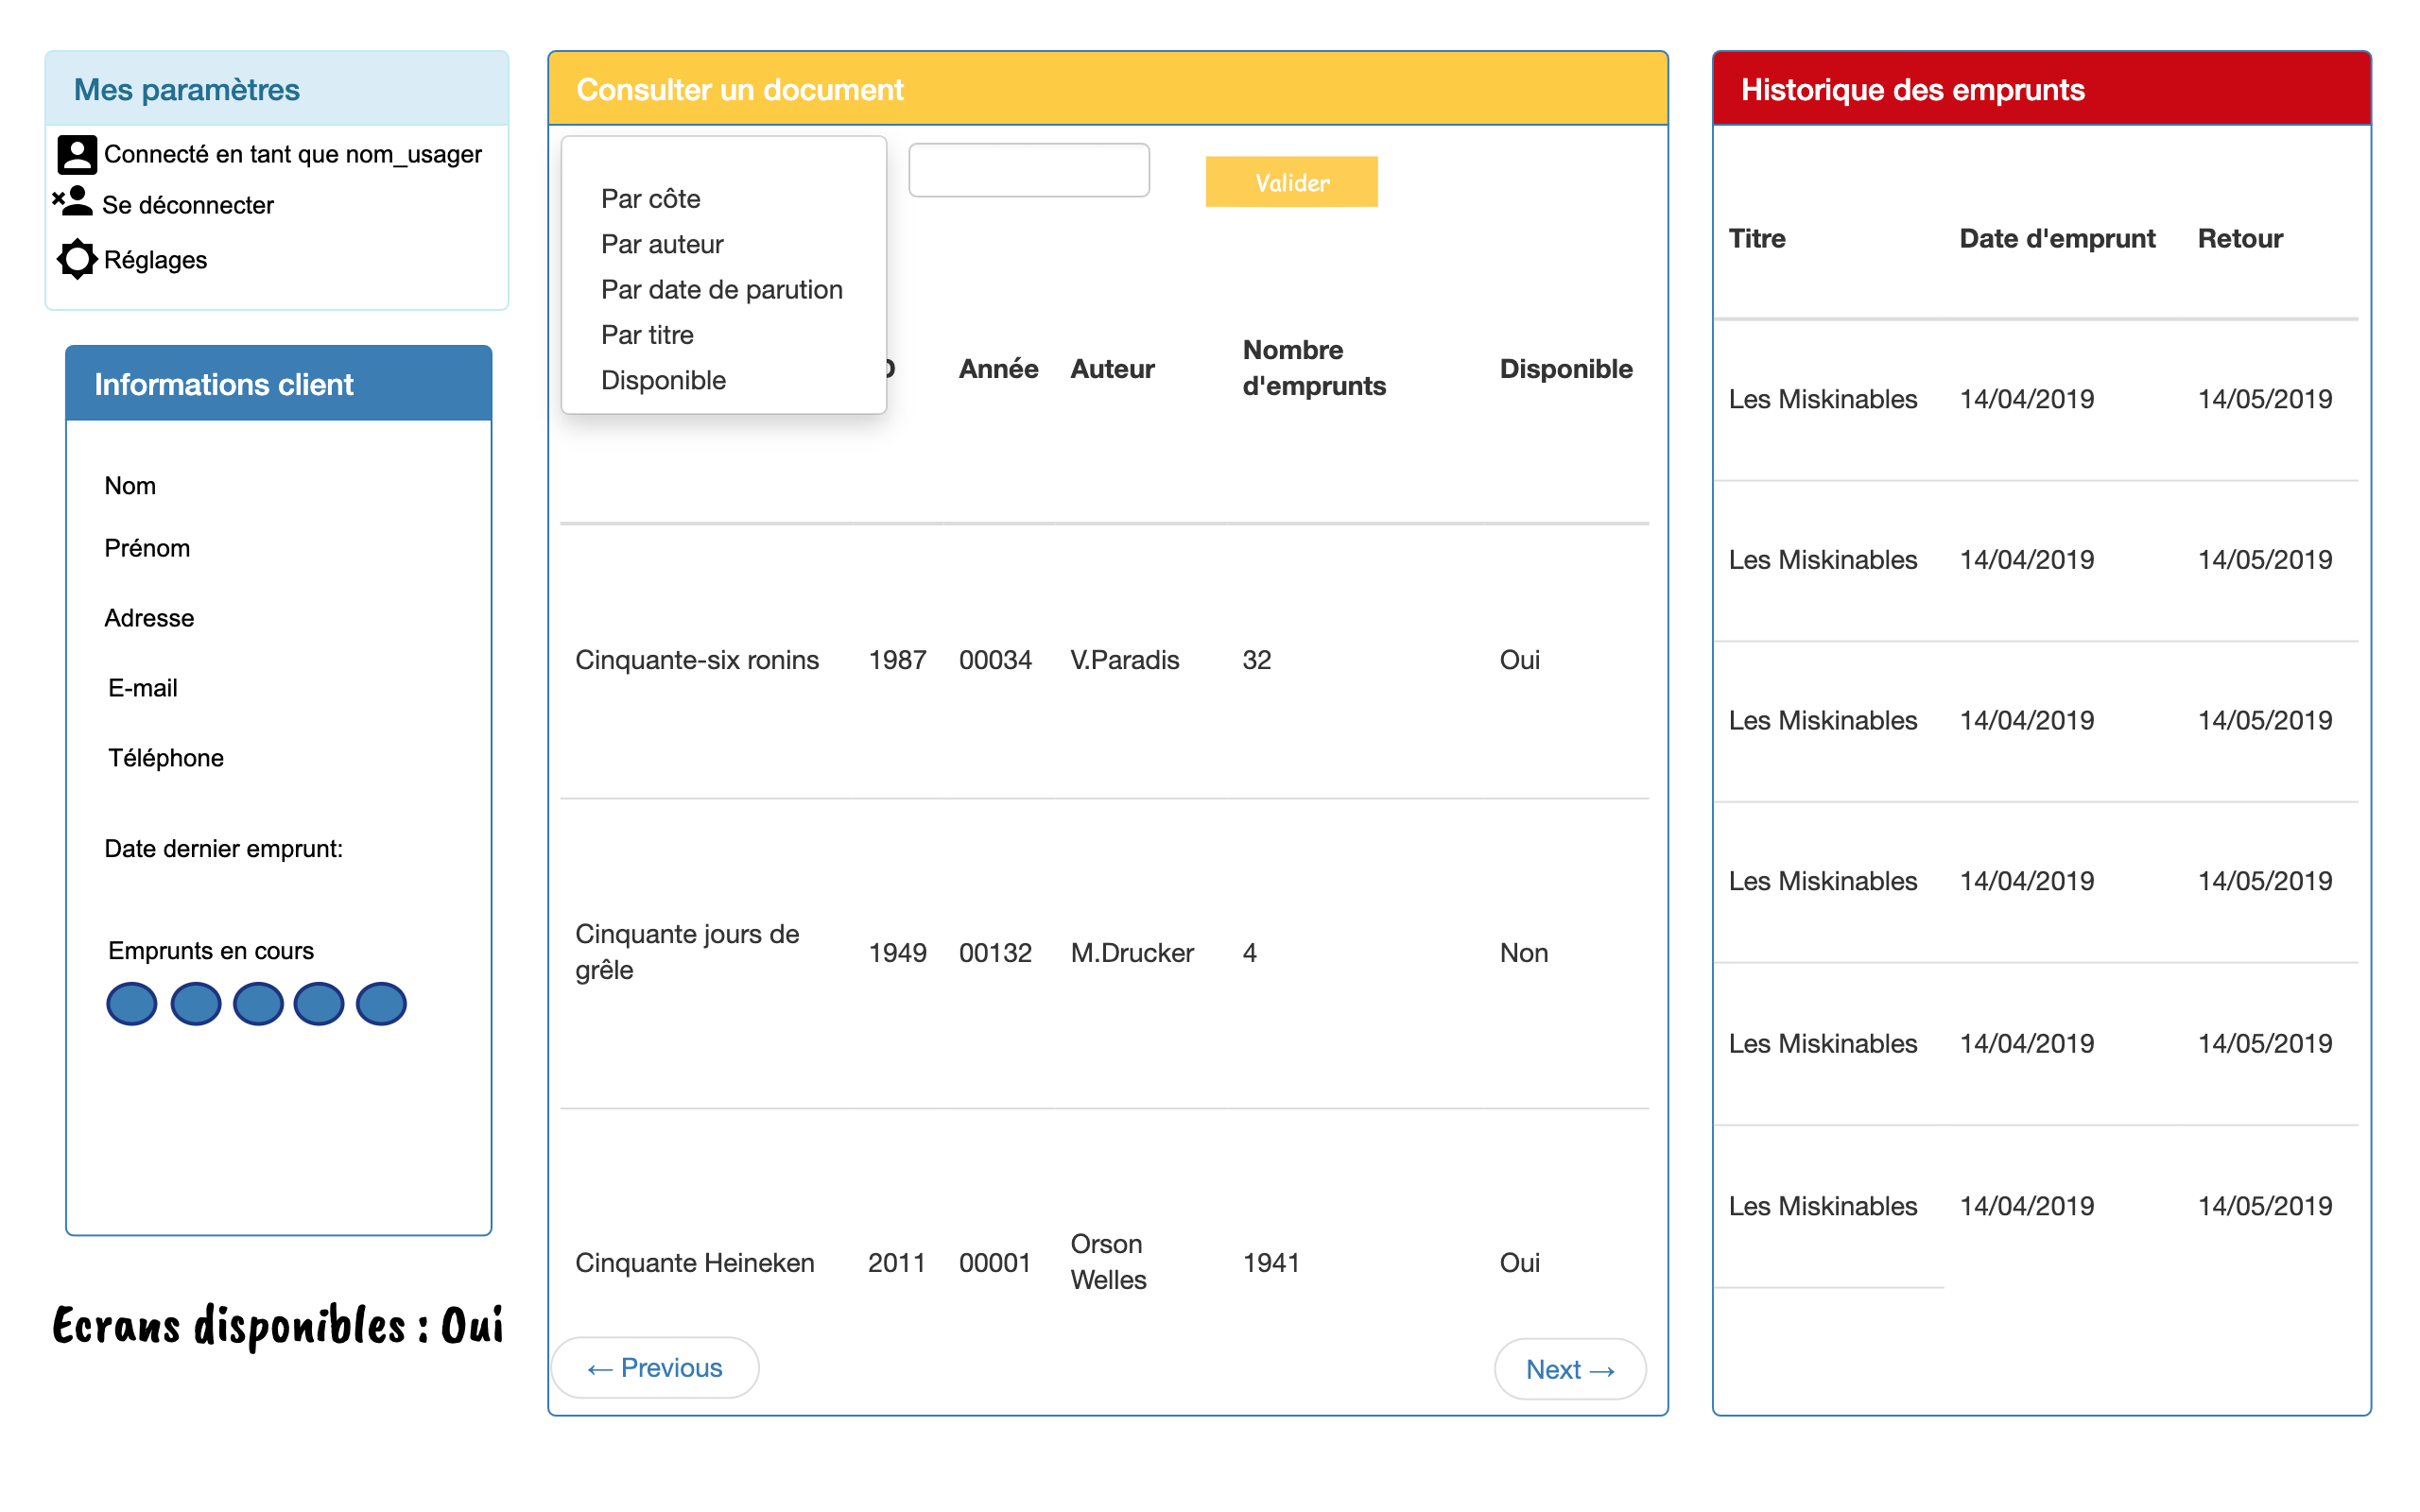 Mes paramètres
Connecté en tant que nom_usager
Se déconnecter
Réglages
Informations client
Nom
Prénom
Adresse
E-mail
Téléphone
Date dernier emprunt:
Emprunts en cours
Ecrans disponibles : Oui
Consulter un document
Par côte
Par auteur
Par date de parution
Par titre
Disponible
Valider
Année Auteur Nombre d'emprunts Disponible
Cinquante-six ronins 1987 00034 V.Paradis 32 Oui
Cinquante jours de grêle 1949 00132 M.Drucker 4 Non
Cinquante Heineken 2011 00001 Orson Welles 1941 Oui
← Previous
Next →
Historique des emprunts
Titre Date d'emprunt Retour
Les Miskinables 14/04/2019 14/05/2019
Les Miskinables 14/04/2019 14/05/2019
Les Miskinables 14/04/2019 14/05/2019
Les Miskinables 14/04/2019 14/05/2019
Les Miskinables 14/04/2019 14/05/2019
Les Miskinables 14/04/2019 14/05/2019